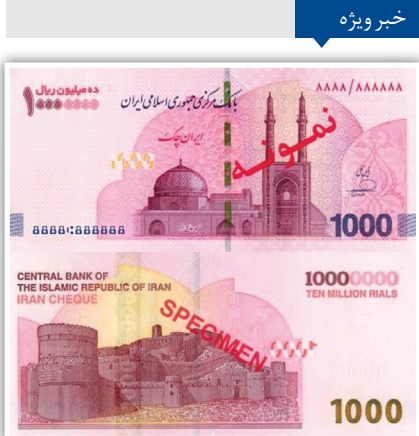 خبر ویژه
ده میلیون ریال
۱۰۰۰۰۰۰۰
بانک مرکزی جمهوری اسلامی ایران
ایران چک
۸۸۸۸/۸۸۸۸۸۸
نمونه
8888:888888
1000
CENTRAL BANK OF
THE ISLAMIC REPUBLIC OF IRAN
IRAN CHEQUE
10000000
TEN MILLION RIALS
SPECIMEN
1000